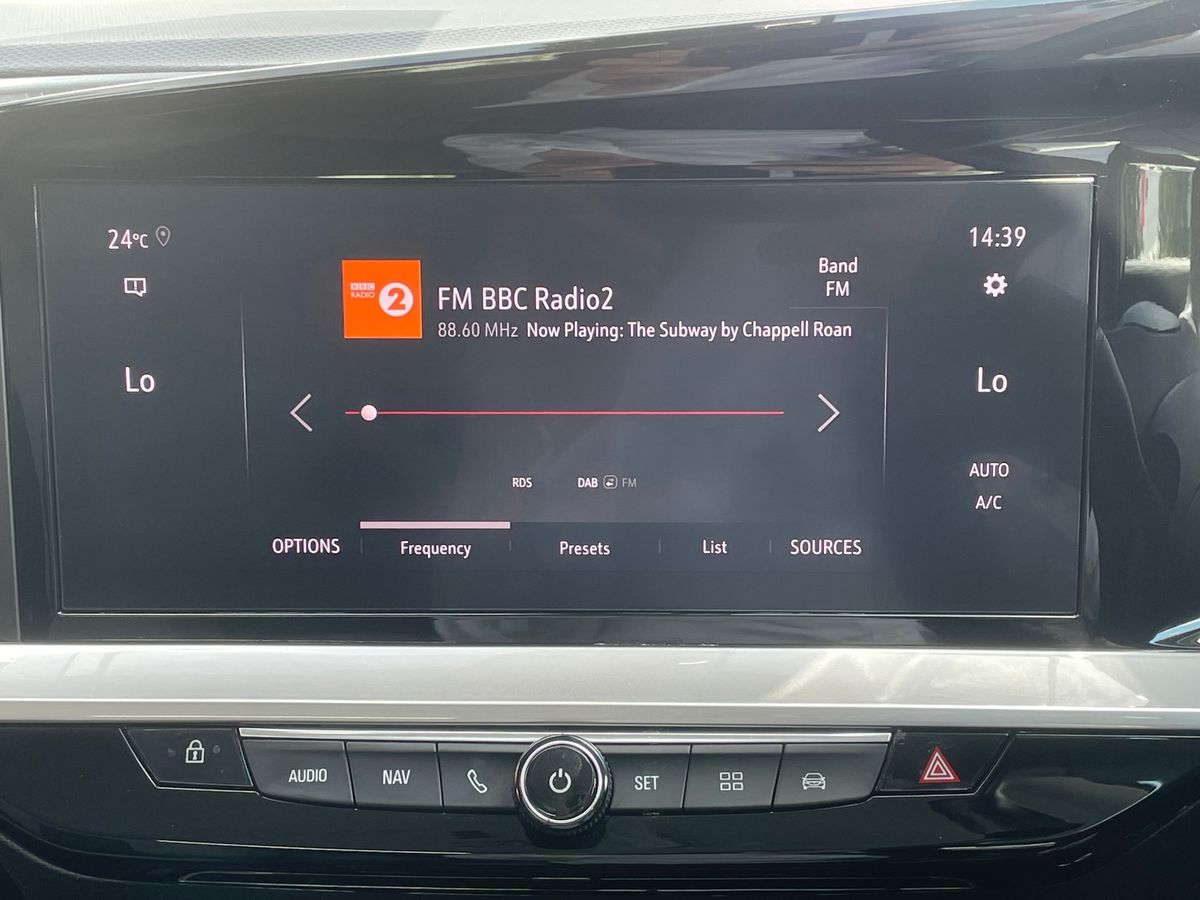 24°C
14:39
Band
FM
BBC
RADIO
2
FM BBC Radio2
88.60 MHz Now Playing: The Subway by Chappell Roan
Lo
Lo
AUTO
A/C
RDS
DAB FM
OPTIONS
Frequency
Presets
List
SOURCES
AUDIO
NAV
SET